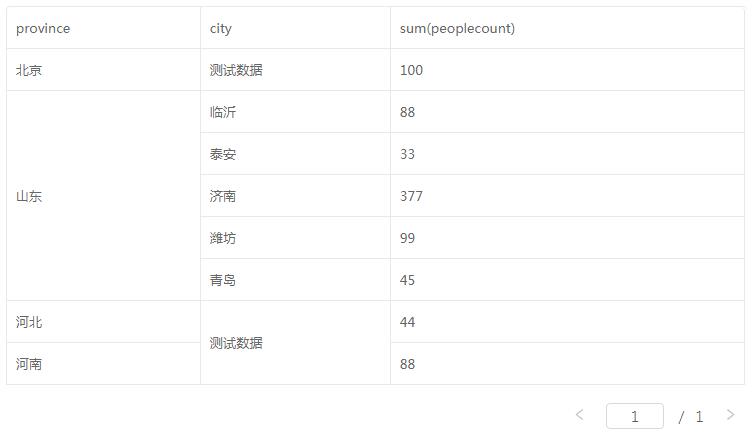 province city sum(peoplecount)
北京 测试数据 100
临沂 88
泰安 33
山东 济南 377
潍坊 99
青岛 45
河北 44
测试数据
河南 88
< 1 / 1 >